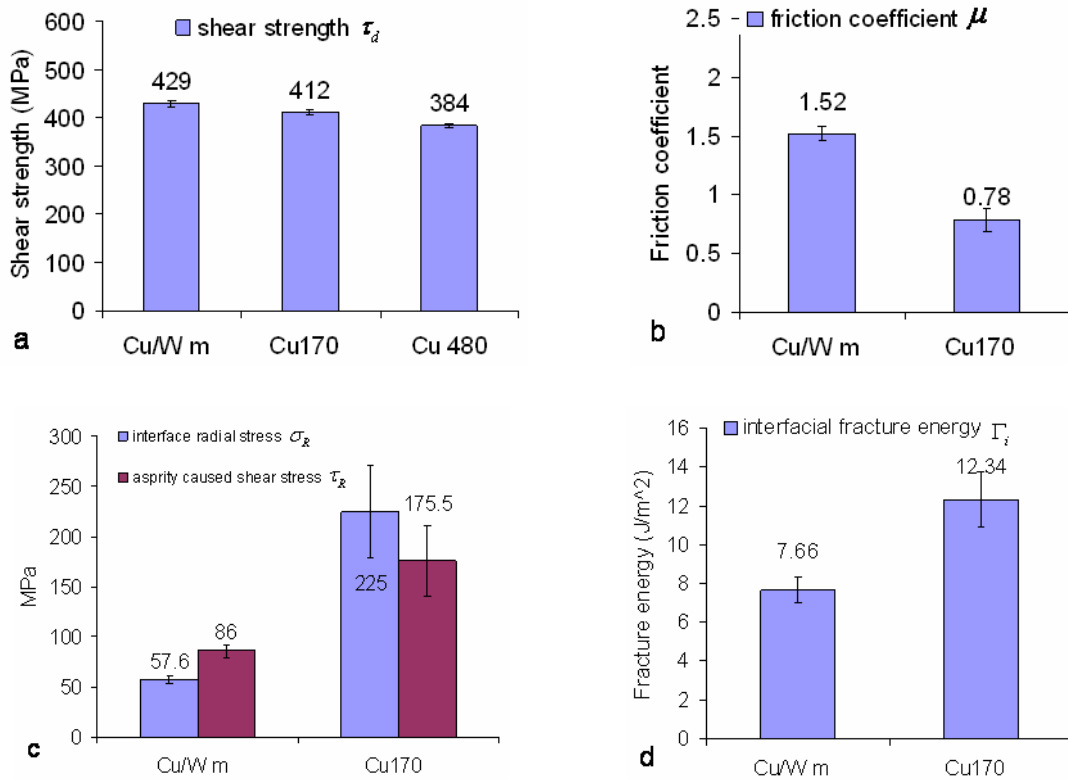 shear strength τd
Shear strength (MPa)
600
500
400
300
200
100
0
429
412
384
Cu/W m
Cu170
Cu 480
a
friction coefficient μ
Friction coefficient
2.5
2
1.5
1
0.5
0
1.52
0.78
Cu/W m
Cu170
b
interface radial stress σR
asprity caused shear stress τR
MPa
300
250
200
150
100
50
0
57.6
86
225
175.5
Cu/W m
Cu170
c
interfacial fracture energy Γi
Fracture energy (J/m^2)
16
14
12
10
8
6
4
2
0
7.66
12.34
Cu/W m
Cu170
d